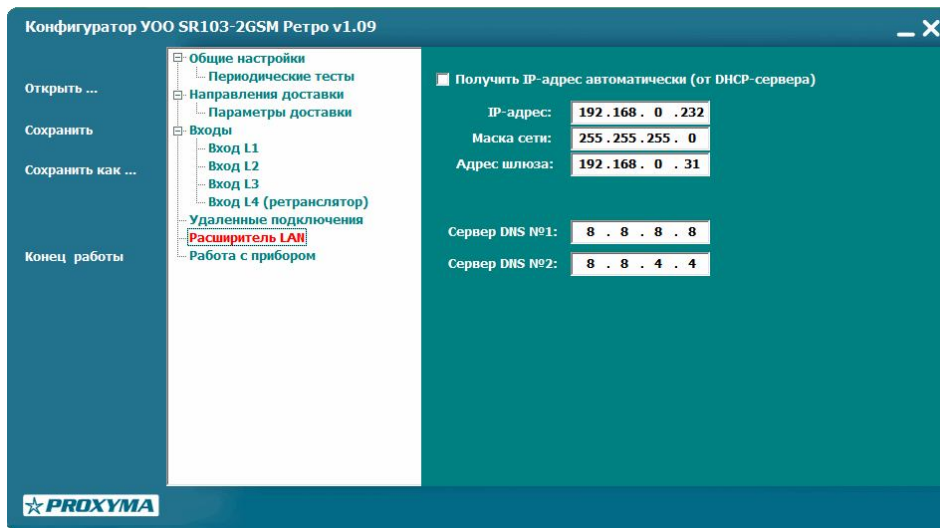 Конфигуратор УОО SR103-2GSM Ретро v1.09
Открыть ...
Сохранить
Сохранить как ...
Конец работы
Общие настройки
Периодические тесты
Направления доставки
Параметры доставки
Входы
Вход L1
Вход L2
Вход L3
Вход L4 (ретранслятор)
Удаленные подключения
Расширитель LAN
Работа с прибором
Получить IP-адрес автоматически (от DHCP-сервера)
IP-адрес: 192.168. 0 .232
Маска сети: 255.255.255. 0
Адрес шлюза: 192.168. 0 . 31
Сервер DNS №1: 8 . 8 . 8 . 8
Сервер DNS №2: 8 . 8 . 4 . 4
PROXYMA